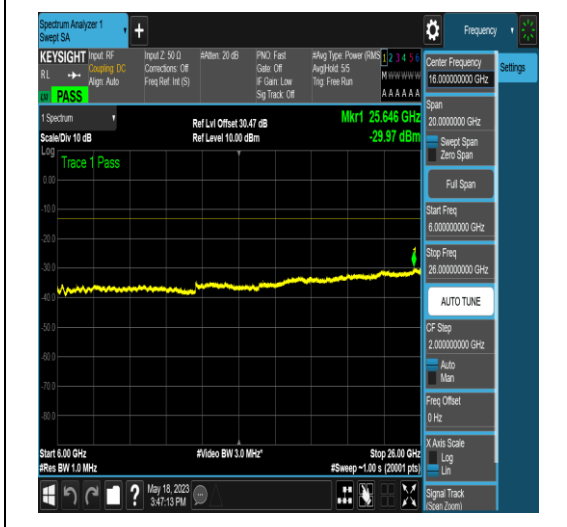 Spectrum Analyzer 1
Swept SA
+
Frequency
KEYSIGHT
RL
Input: RF
Coupling: DC
Align: Auto
Input Z: 50 Ω
Corrections: Off
Freq Ref: Int (S)
#Atten: 20 dB
PNO: Fast
Gate: Off
IF Gain: Low
Sig Track: Off
#Avg Type: Power (RMS
Avg|Hold: 5/5
Trig: Free Run
1 2 3 4 5 6
M W W W W W
A A A A A A
PASS
1 Spectrum
Scale/Div 10 dB
Ref Lvl Offset 30.47 dB
Ref Level 10.00 dBm
Mkr1 25.646 GHz
-29.97 dBm
Log
Trace 1 Pass
0.00
-10.0
-20.0
-30.0
-40.0
-50.0
-60.0
-70.0
-80.0
1
Start 6.00 GHz
#Res BW 1.0 MHz
#Video BW 3.0 MHz*
Stop 26.00 GHz
#Sweep ~1.00 s (20001 pts)
?
May 18, 2023
3:47:13 PM
Center Frequency
16.000000000 GHz
Span
20.0000000 GHz
Swept Span
Zero Span
Full Span
Start Freq
6.000000000 GHz
Stop Freq
26.000000000 GHz
AUTO TUNE
CF Step
2.000000000 GHz
Auto
Man
Freq Offset
0 Hz
X Axis Scale
Log
Lin
Signal Track
(Span Zoom)
Settings